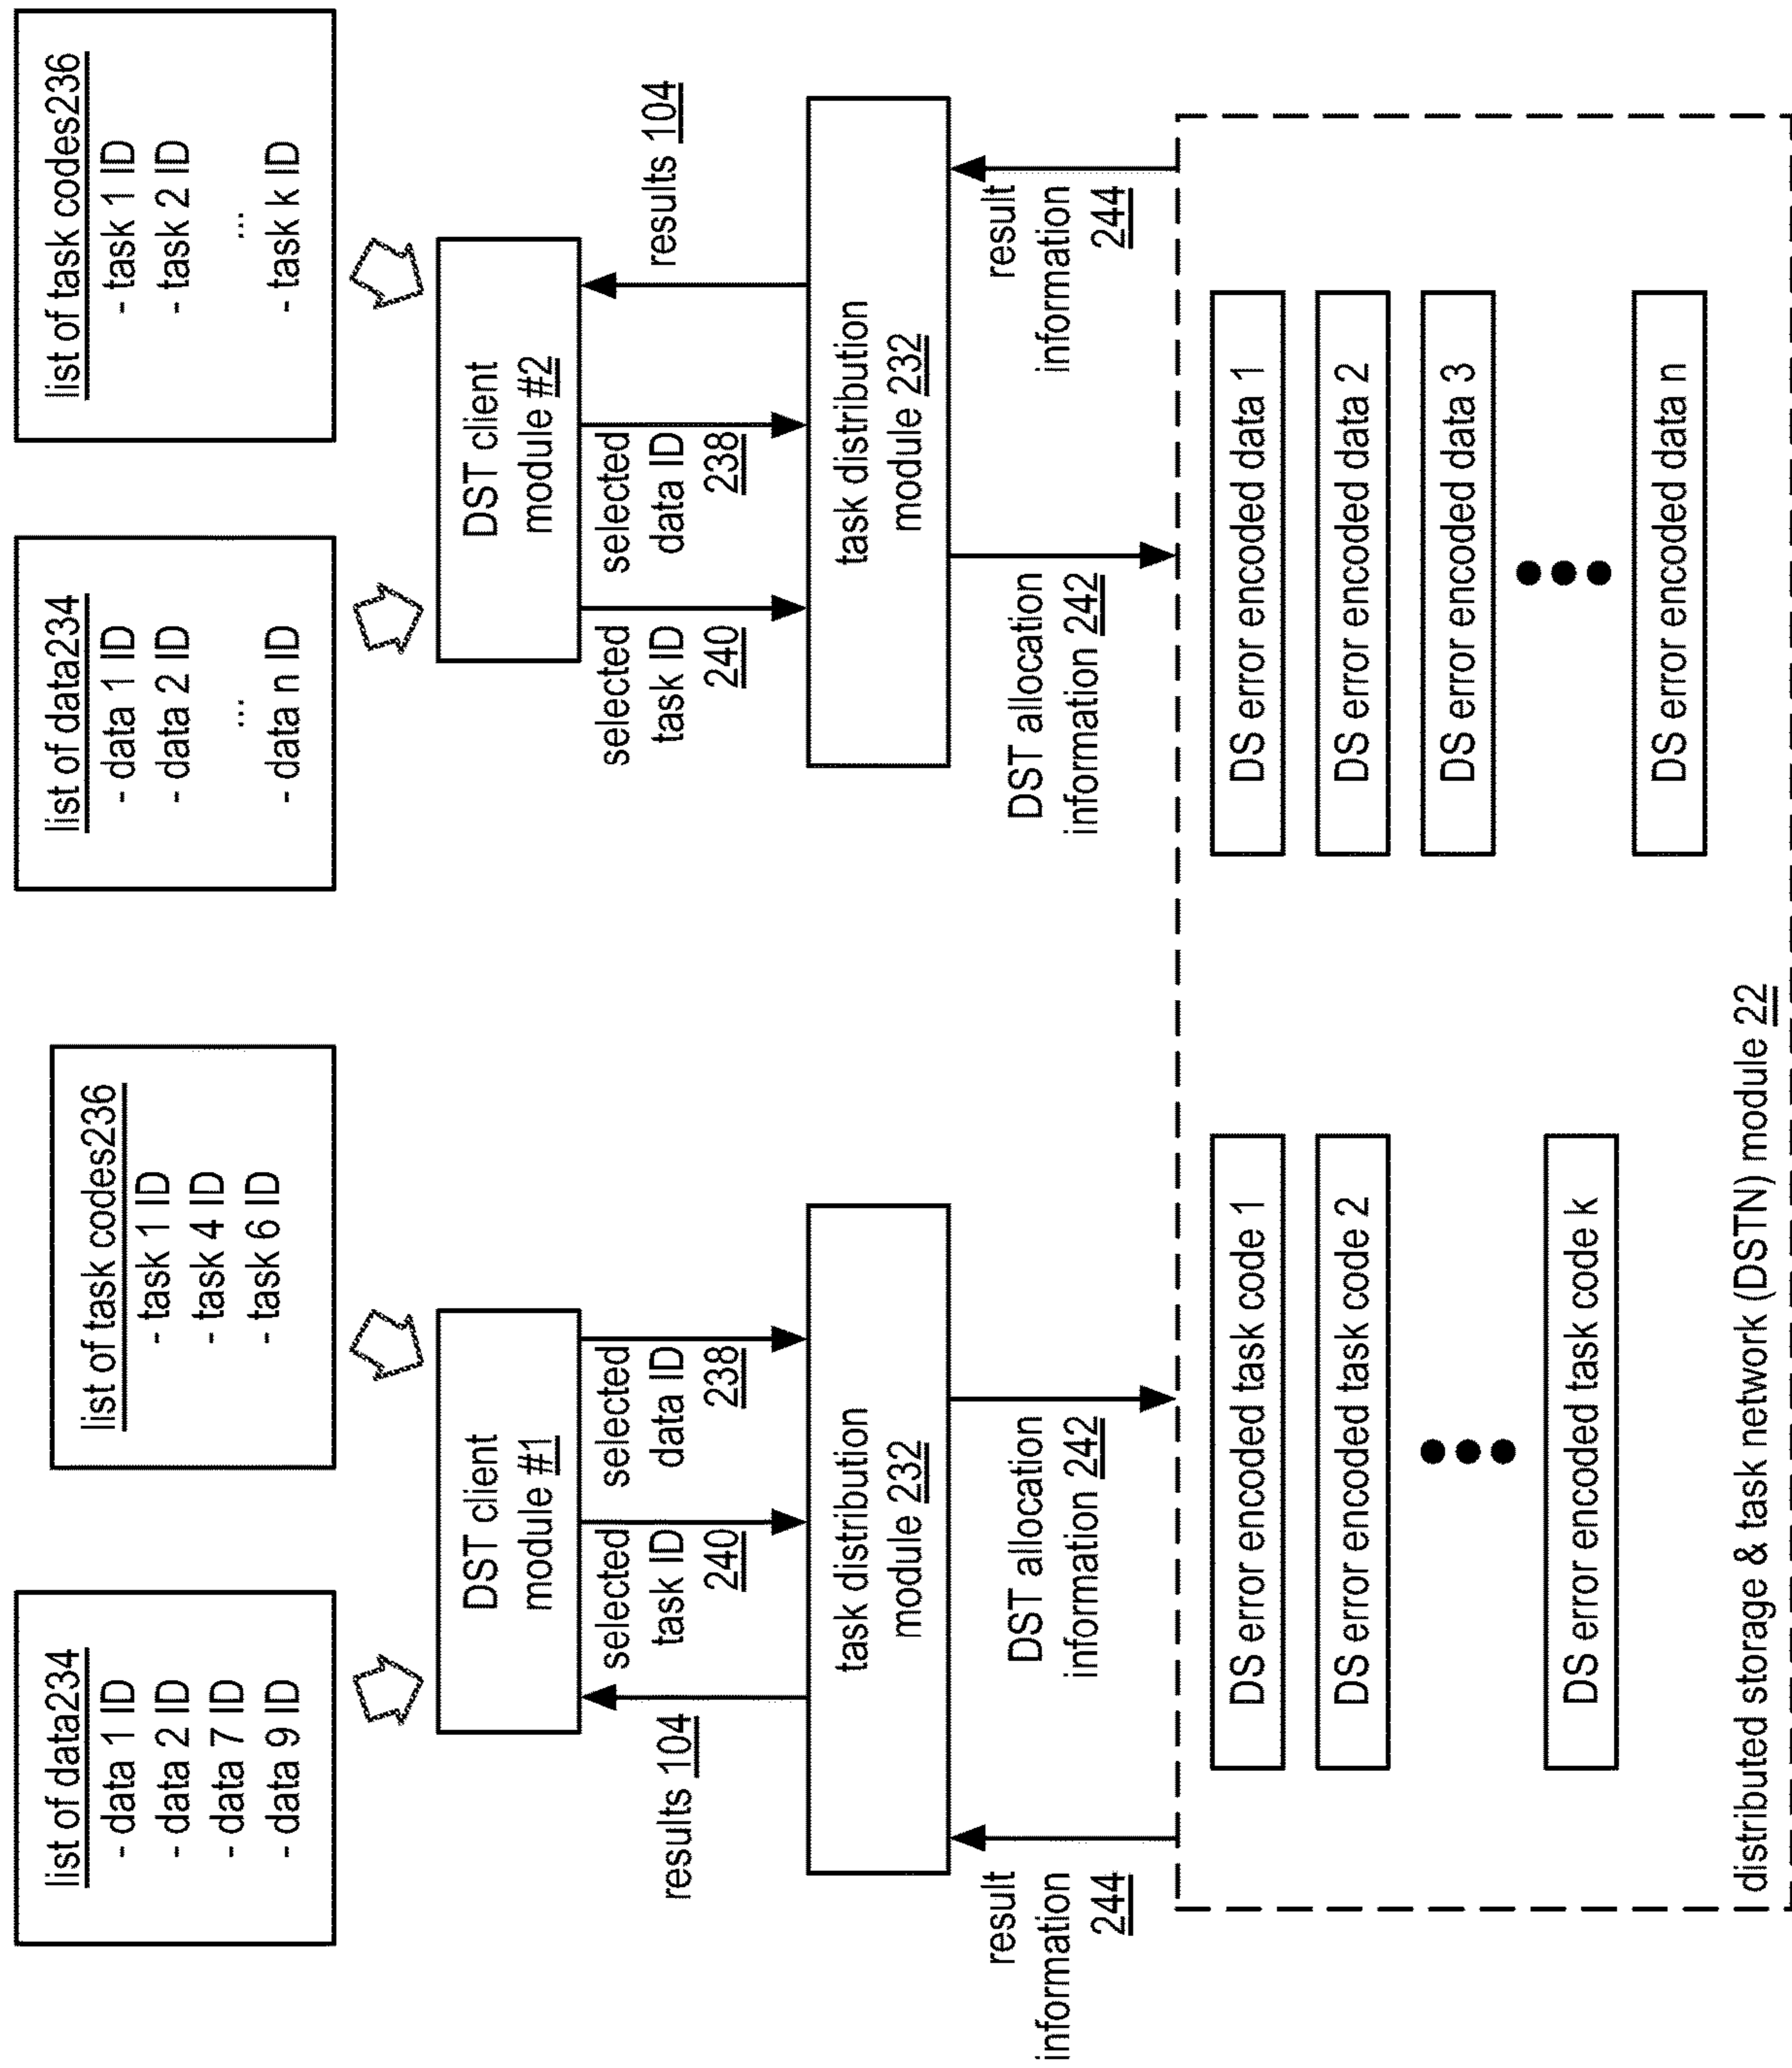 list of data234
- data 1 ID
- data 2 ID
- data 7 ID
- data 9 ID
list of task codes236
- task 1 ID
- task 4 ID
- task 6 ID
list of data234
- data 1 ID
- data 2 ID
...
- data n ID
list of task codes236
- task 1 ID
- task 2 ID
...
- task k ID
DST client
module #1
DST client
module #2
results 104
selected
task ID
240
selected
data ID
238
selected
task ID
240
selected
data ID
238
results 104
task distribution
module 232
task distribution
module 232
result
information
244
DST allocation
information 242
DST allocation
information 242
result
information
244
DS error encoded task code 1
DS error encoded task code 2
DS error encoded task code k
DS error encoded data 1
DS error encoded data 2
DS error encoded data 3
DS error encoded data n
distributed storage & task network (DSTN) module 22